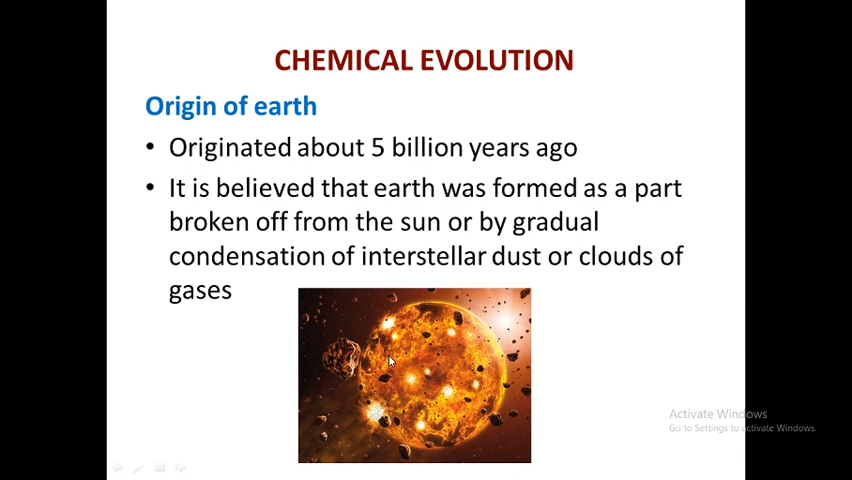 CHEMICAL EVOLUTION
Origin of earth
• Originated about 5 billion years ago
• It is believed that earth was formed as a part
broken off from the sun or by gradual
condensation of interstellar dust or clouds of
gases
Activate Windows
Go to Settings to activate Windows.